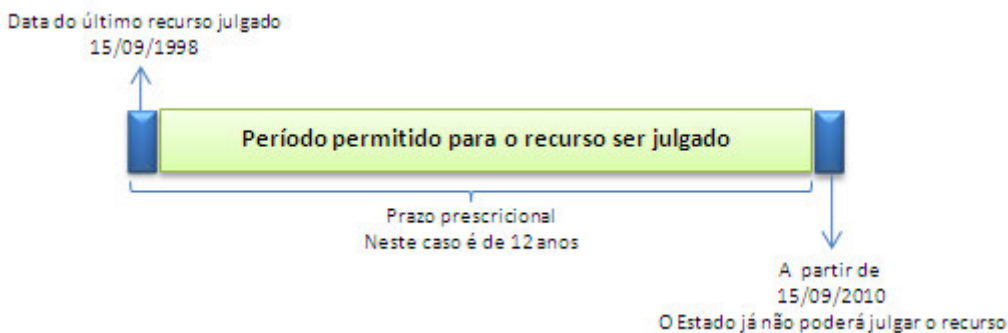 Data do último recurso julgado
15/09/1998
Período permitido para o recurso ser julgado
Prazo prescricional
Neste caso é de 12 anos
A partir de
15/09/2010
O Estado já não poderá julgar o recurso